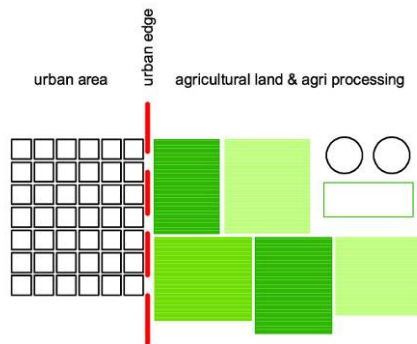 urban area
urban edge
agricultural land & agri processing